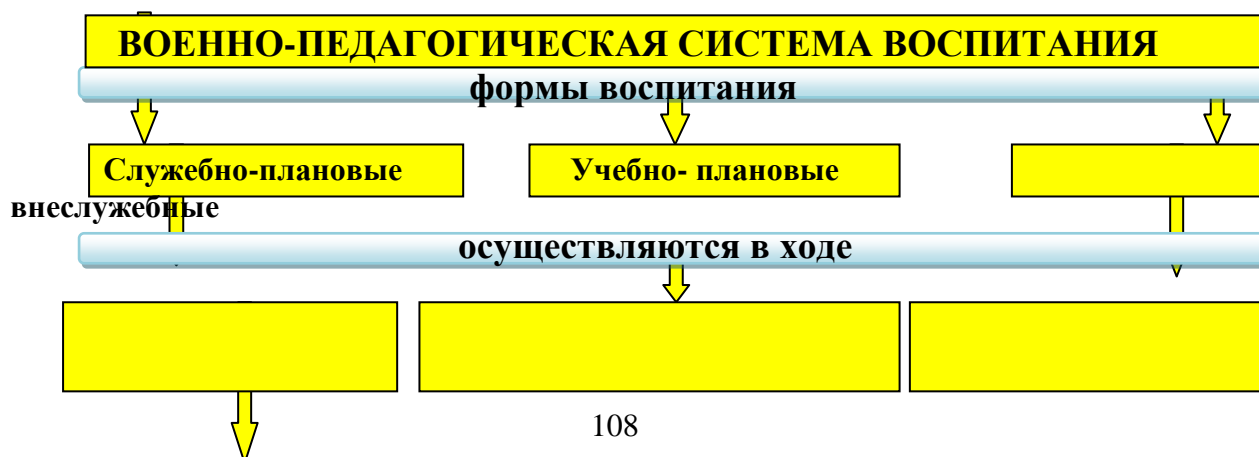 ВОЕННО-ПЕДАГОГИЧЕСКАЯ СИСТЕМА ВОСПИТАНИЯ
формы воспитания
Служебно-плановые
Учебно- плановые
внеслужебные
осуществляются в ходе
108